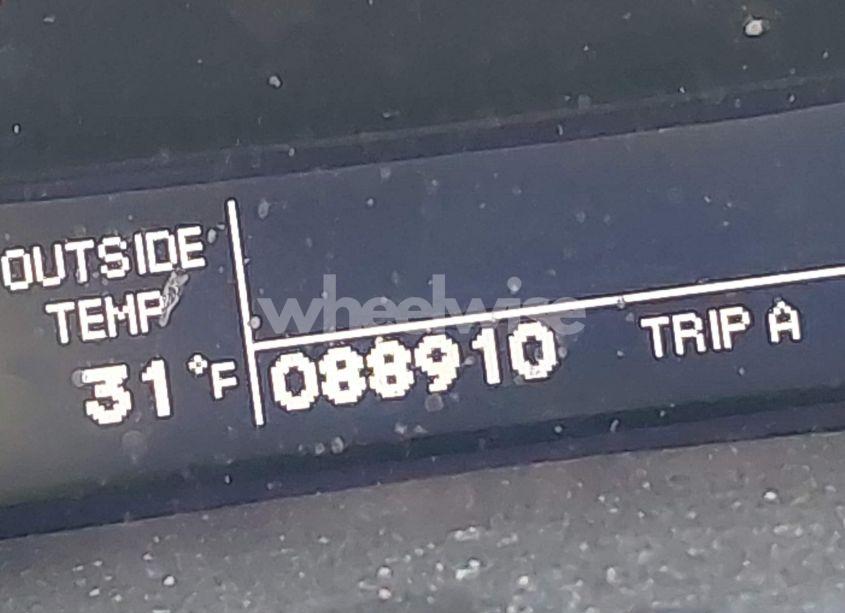 OUTSIDE
TEMP
31°F
088910 TRIP A
wheelwise